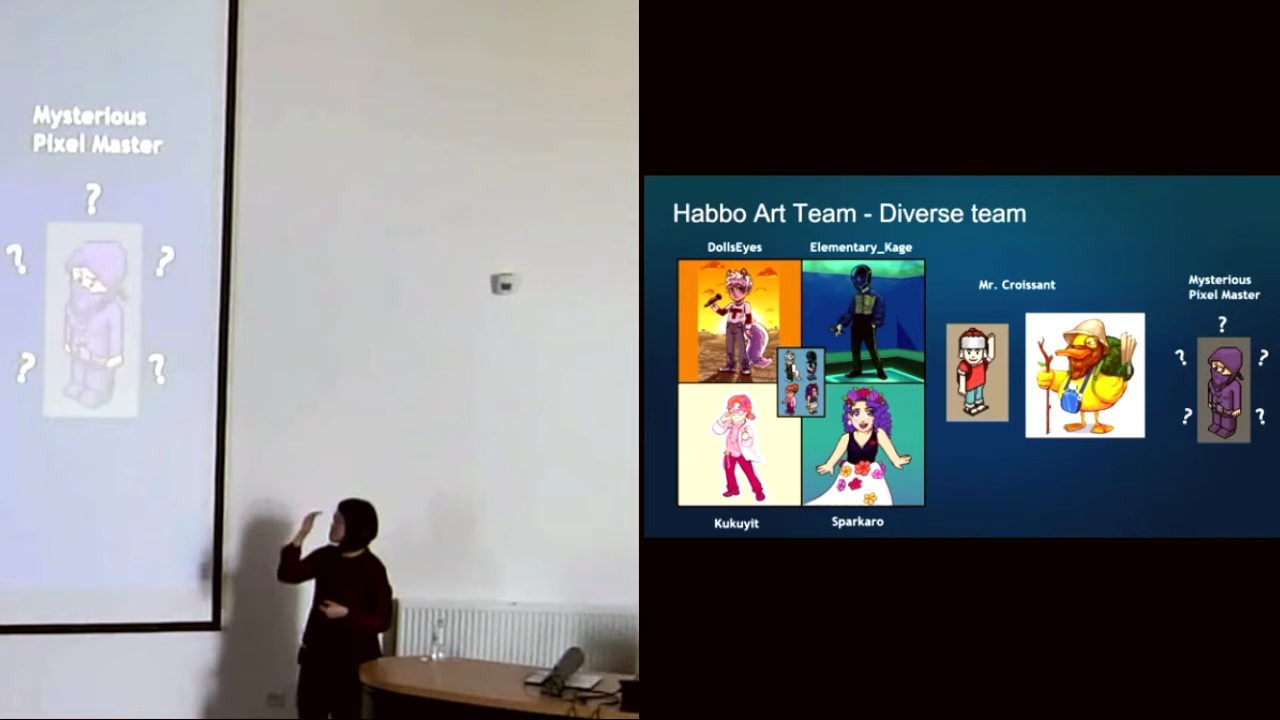 Mysterious
Pixel Master
?
? ?
? ?
Habbo Art Team - Diverse team
DollsEyes Elementary_Kage
Mr. Croissant
Mysterious
Pixel Master
?
? ?
? ?
T
Kukuyit Sparkaro